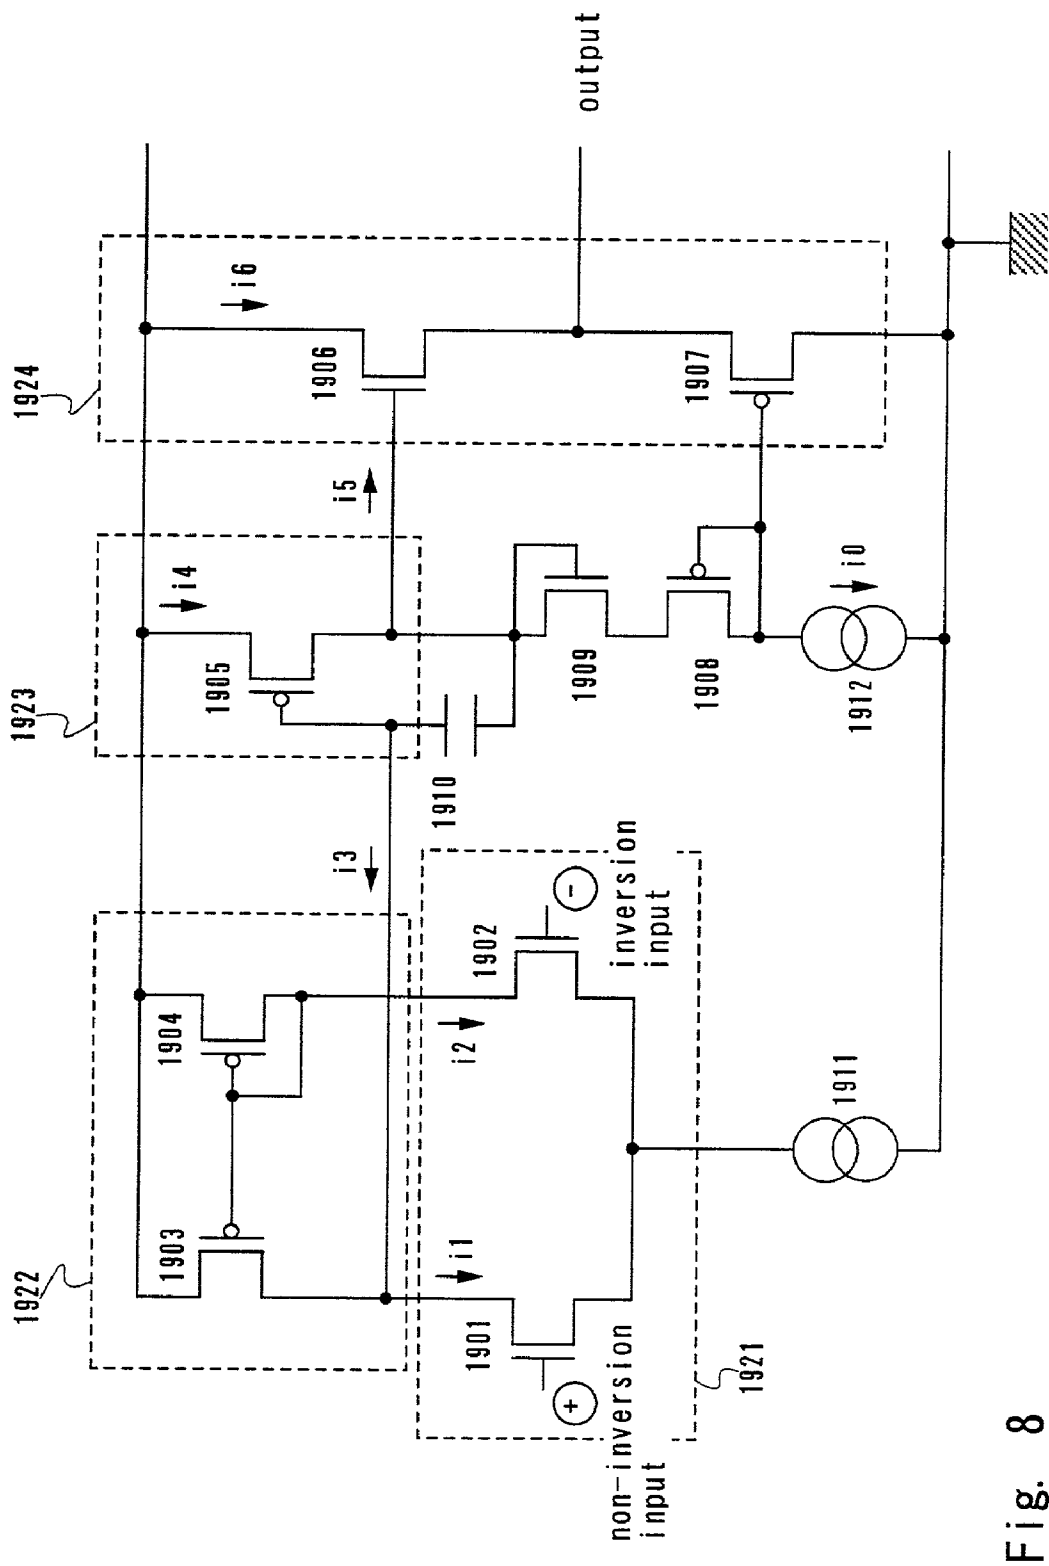 1922
1923
1924
1903
1904
1905
i4
1906
i6
i3
i5
i1
i2
1910
1901
1902
1909
1908
1907
output
+
-
non-inversion
input
inversion
input
1921
1911
1912
i0
Fig. 8